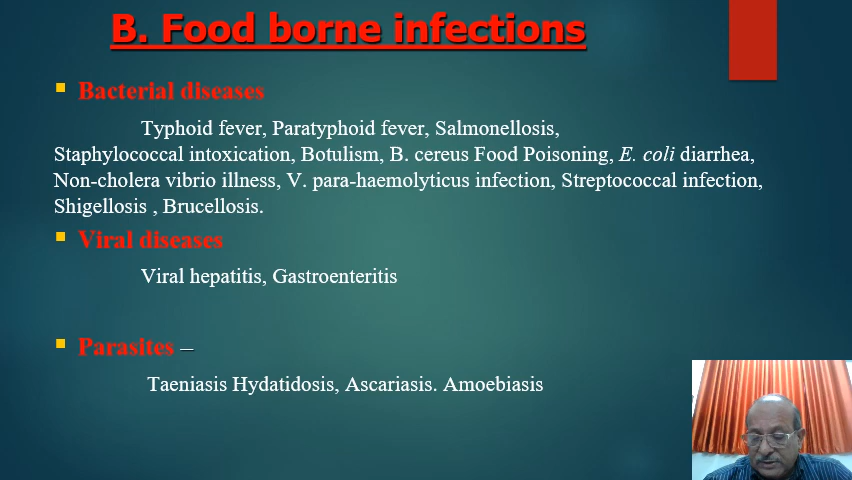 B. Food borne infections
Bacterial diseases
Typhoid fever, Paratyphoid fever, Salmonellosis,
Staphylococcal intoxication, Botulism, B. cereus Food Poisoning, E. coli diarrhea,
Non-cholera vibrio illness, V. para-haemolyticus infection, Streptococcal infection,
Shigellosis , Brucellosis.
Viral diseases
Viral hepatitis, Gastroenteritis
Parasites –
Taeniasis Hydatidosis, Ascariasis. Amoebiasis